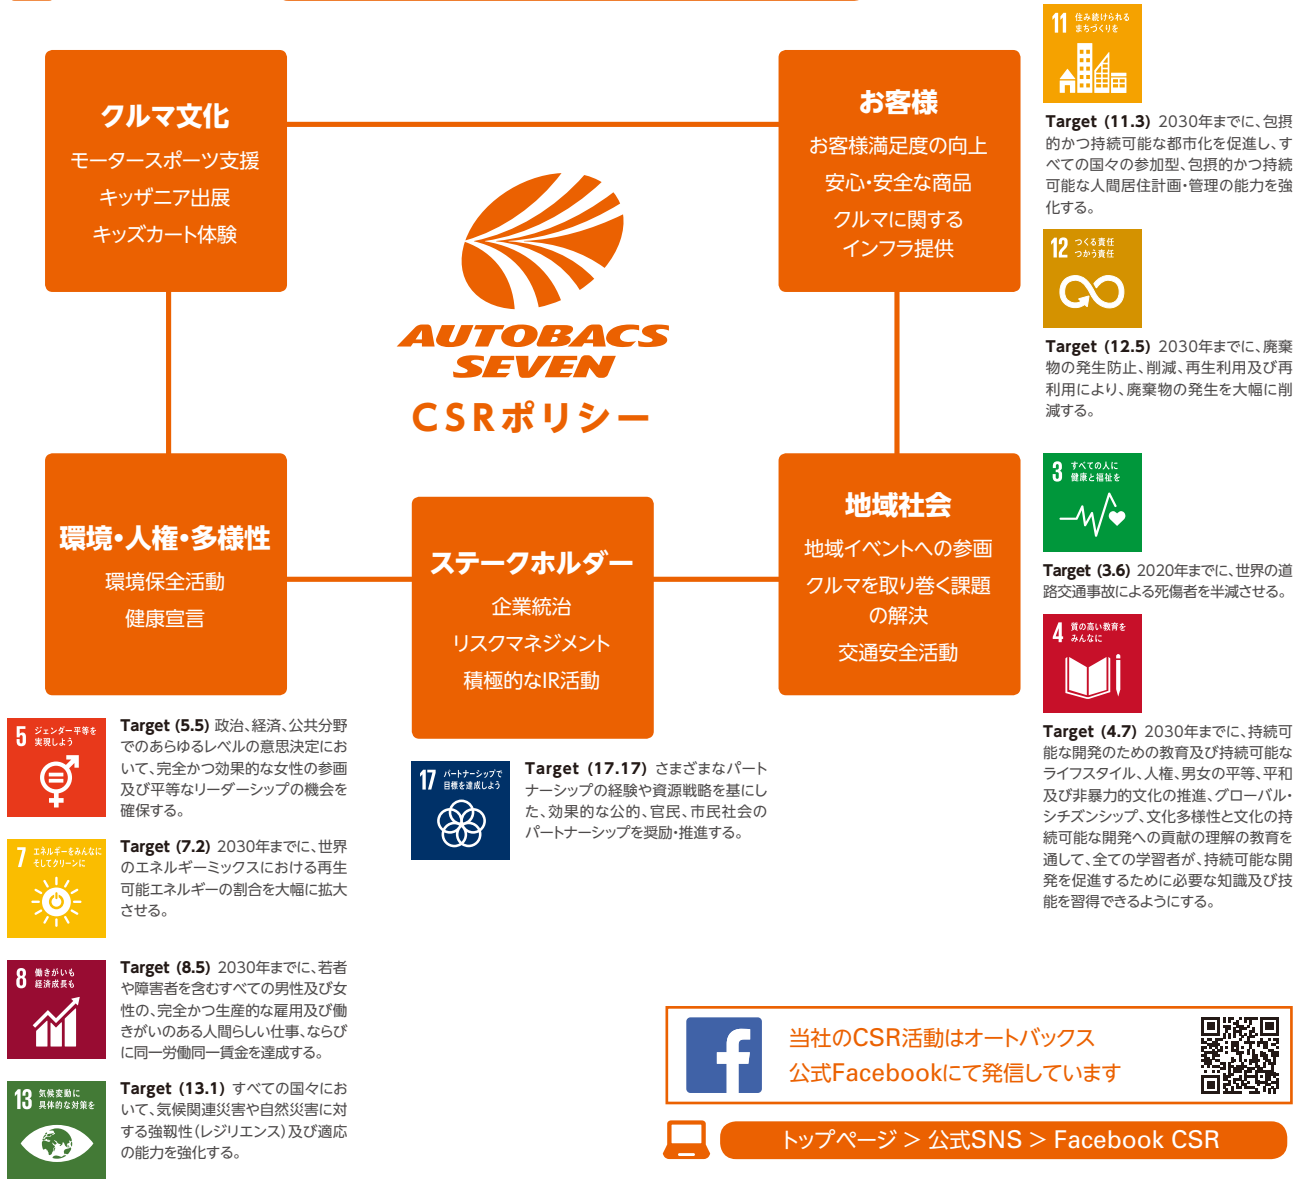 クルマ文化
モータースポーツ支援
キッザニア出展
キッズカート体験
お客様
お客様満足度の向上
安心・安全な商品
クルマに関する
インフラ提供
AUTOBACS
SEVEN
CSRポリシー
環境・人権・多様性
環境保全活動
健康宣言
ステークホルダー
企業統治
リスクマネジメント
積極的なIR活動
地域社会
地域イベントへの参画
クルマを取り巻く課題
の解決
交通安全活動
11 住み続けられる
まちづくりを
Target (11.3) 2030年までに、包摂
的かつ持続可能な都市化を促進し、す
べての国々の参加型、包摂的かつ持続
可能な人間居住計画・管理の能力を強
化する。
12 つくる責任
つかう責任
Target (12.5) 2030年までに、廃棄
物の発生防止、削減、再生利用及び再
利用により、廃棄物の発生を大幅に削
減する。
3 すべての人に
健康と福祉を
Target (3.6) 2020年までに、世界の道
路交通事故による死傷者を半減させる。
4 質の高い教育を
みんなに
Target (4.7) 2030年までに、持続可
能な開発のための教育及び持続可能な
ライフスタイル、人権、男女の平等、平和
及び非暴力的文化の推進、グローバル・
シチズンシップ、文化多様性と文化の持
続可能な開発への貢献の理解の教育を
通して、全ての学習者が、持続可能な開
発を促進するために必要な知識及び技
能を習得できるようにする。
5 ジェンダー平等を
実現しよう
Target (5.5) 政治、経済、公共分野
でのあらゆるレベルの意思決定にお
いて、完全かつ効果的な女性の参画
及び平等なリーダーシップの機会を
確保する。
7 エネルギーをみんなに
そしてクリーンに
Target (7.2) 2030年までに、世界
のエネルギーミックスにおける再生
可能エネルギーの割合を大幅に拡大
させる。
8 働きがいも
経済成長も
Target (8.5) 2030年までに、若者
や障害者を含むすべての男性及び女
性の、完全かつ生産的な雇用及び働
きがいのある人間らしい仕事、ならび
に同一労働同一賃金を達成する。
13 気候変動に
具体的な対策を
Target (13.1) すべての国々にお
いて、気候関連災害や自然災害に対
する強靱性（レジリエンス）及び適応
の能力を強化する。
17 パートナーシップで
目標を達成しよう
Target (17.17) さまざまなパート
ナーシップの経験や資源戦略を基にし
た、効果的な公的、官民、市民社会の
パートナーシップを奨励・推進する。
当社のCSR活動はオートバックス
公式Facebookにて発信しています
トップページ > 公式SNS > Facebook CSR